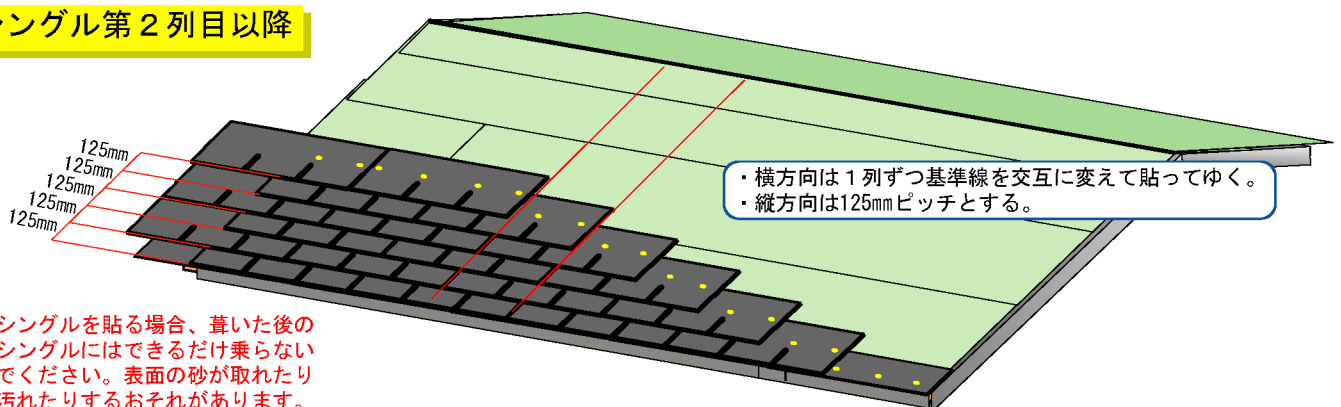 ングル第２列目以降
125mm
125mm
125mm
125mm
125mm
・横方向は１列ずつ基準線を交互に変えて貼ってゆく。
・縦方向は125mmピッチとする。
シングルを貼る場合、葺いた後の
シングルにはできるだけ乗らない
でください。表面の砂が取れたり
汚れたりするおそれがあります。